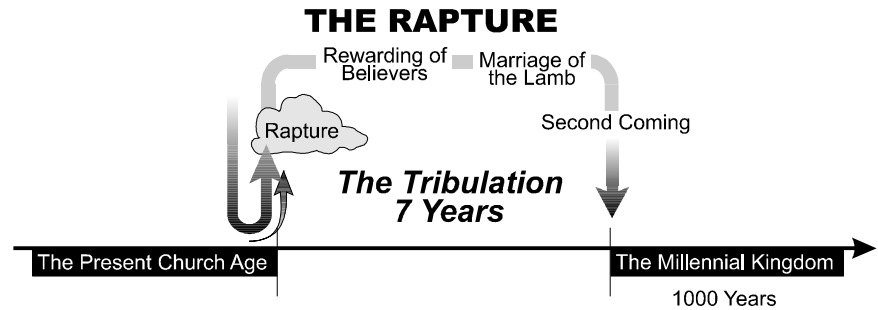 THE RAPTURE
Rewarding of
Believers
Marriage of
the Lamb
Rapture
Second Coming
The Tribulation
7 Years
The Present Church Age
The Millennial Kingdom
1000 Years